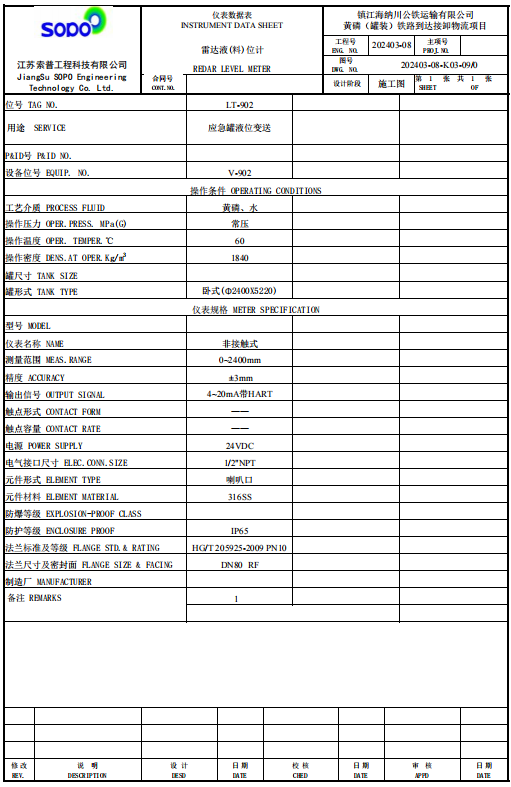 SOPO
江苏索普工程科技有限公司
JiangSu SOPO Engineering
Technology Co. Ltd.
仪表数据表
INSTRUMENT DATA SHEET
雷达液(料)位计
REDAR LEVEL METER
合同号
CONT.NO.
镇江海纳川公铁运输有限公司
黄磷（罐装）铁路到达接卸物流项目
工程号 ENG. NO. 202403-08 主项号 PROJ.NO.
图号 DWG. NO. 202403-08-K03-09/0
设计阶段 施工图 第 1 张 共 1 张
SHEET OF
位号 TAG NO. LT-902
用途 SERVICE 应急罐液位变送
P&ID号 P&ID NO.
设备位号 EQUIP. NO. V-902
操作条件 OPERATING CONDITIONS
工艺介质 PROCESS FLUID 黄磷、水
操作压力 OPER.PRESS. MPa(G) 常压
操作温度 OPER. TEMPER.℃ 60
操作密度 DENS.AT OPER.Kg/m³ 1840
罐尺寸 TANK SIZE
罐形式 TANK TYPE 卧式(Φ2400X5220)
仪表规格 METER SPECIFICATION
型号 MODEL
仪表名称 NAME 非接触式
测量范围 MEAS.RANGE 0~2400mm
精度 ACCURACY ±3mm
输出信号 OUTPUT SIGNAL 4~20mA带HART
触点形式 CONTACT FORM ——
触点容量 CONTACT RATE ——
电源 POWER SUPPLY 24VDC
电气接口尺寸 ELEC.CONN.SIZE 1/2"NPT
元件形式 ELEMENT TYPE 喇叭口
元件材料 ELEMENT MATERIAL 316SS
防爆等级 EXPLOSION-PROOF CLASS
防护等级 ENCLOSURE PROOF IP65
法兰标准及等级 FLANGE STD.& RATING HG/T205925-2009 PN10
法兰尺寸及密封面 FLANGE SIZE & FACING DN80 RF
制造厂 MANUFACTURER
备注 REMARKS 1
修改 说 明 设 计 日 期 校 核 日 期 审 核 日 期
REV. DESCRIPTION DESD DATE CHED DATE APPD DATE